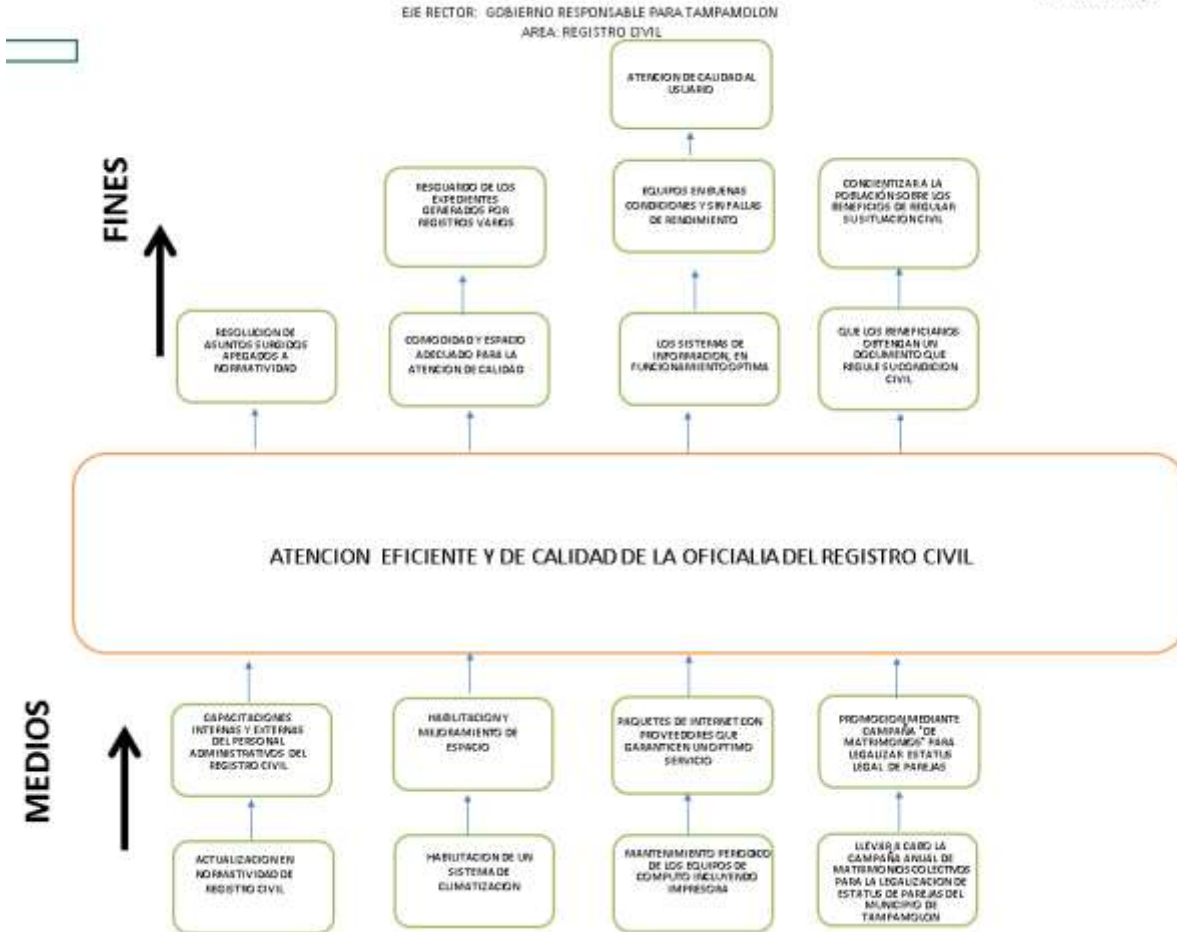 EJE RECTOR: GOBIERNO RESPONSABLE PARA TAMPAMOLON
AREA: REGISTRO CIVIL
ATENCION DE CALIDAD AL
USUARIO
FINES
RESGUARDO DE LOS
EXPEDIENTES
GENERADOS POR
REGISTROS VARIOS
EQUIPOS EN BUENAS
CONDICIONES Y SIN FALLAS
DE RENDIMIENTO
CONCIENTIZAR A LA
POBLACIÓN SOBRE LOS
BENEFICIOS DE REGULAR
SU SITUACION CIVIL
RESOLUCION DE
ASUNTOS SURGIDOS
APEGADOS A
NORMATIVIDAD
COMODIDAD Y ESPACIO
ADECUADO PARA LA
ATENCION DE CALIDAD
LOS SISTEMAS DE
INFORMACION, EN
FUNCIONAMIENTO OPTIMA
QUE LOS BENEFICIARIOS
OBTENGAN UN
DOCUMENTO QUE
REGULE SU CONDICION
CIVIL
ATENCION EFICIENTE Y DE CALIDAD DE LA OFICIALIA DEL REGISTRO CIVIL
MEDIOS
CAPACITACIONES
INTERNAS Y EXTERNAS
DEL PERSONAL
ADMINISTRATIVOS DEL
REGISTRO CIVIL
HABILITACION Y
MEJORAMIENTO DE
ESPACIO
PAQUETES DE INTERNET CON
PROVEEDORES QUE
GARANTICEN UN OPTIMO
SERVICIO
PROMOCION MEDIANTE
CAMPAÑA "DE
MATRIMONIOS" PARA
LEGALIZAR ESTATUS
LEGAL DE PAREJAS
ACTUALIZACION EN
NORMATIVIDAD DE
REGISTRO CIVIL
HABILITACION DE UN
SISTEMA DE
CLIMATIZACIÓN
MANTENIMIENTO PERIODICO
DE LOS EQUIPOS DE
COMPUTO INCLUYENDO
IMPRESORA
LLEVAR A CABO LA
CAMPAÑA ANUAL DE
MATRIMONIOS COLECTIVOS
PARA LA LEGALIZACION DE
ESTATUS DE PAREJAS DEL
MUNICIPIO DE
TAMPAMOLON